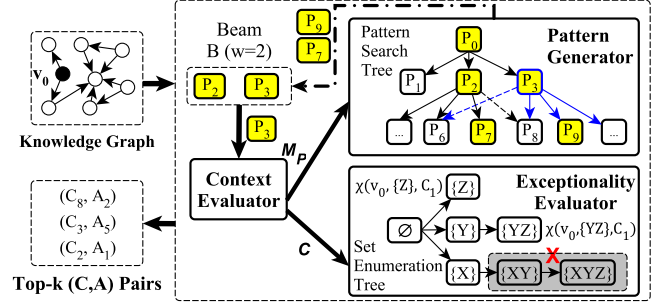 v₀
Knowledge Graph
Beam
B (w=2)
P₉
P₇
P₂ P₃
P₃
Context
Evaluator
M_P
C
(C₈, A₂)
(C₃, A₅)
(C₂, A₁)
Top-k (C,A) Pairs
Pattern
Search
Tree
Pattern
Generator
P₀
P₁ P₂ P₃
... P₆ P₇ P₈ P₉ ...
Exceptionality
Evaluator
χ(v₀, {Z}, C₁) {Z}
∅ {Y} {YZ} χ(v₀,{YZ},C₁)
X
{X} {XY} {XYZ}
Set
Enumeration
Tree